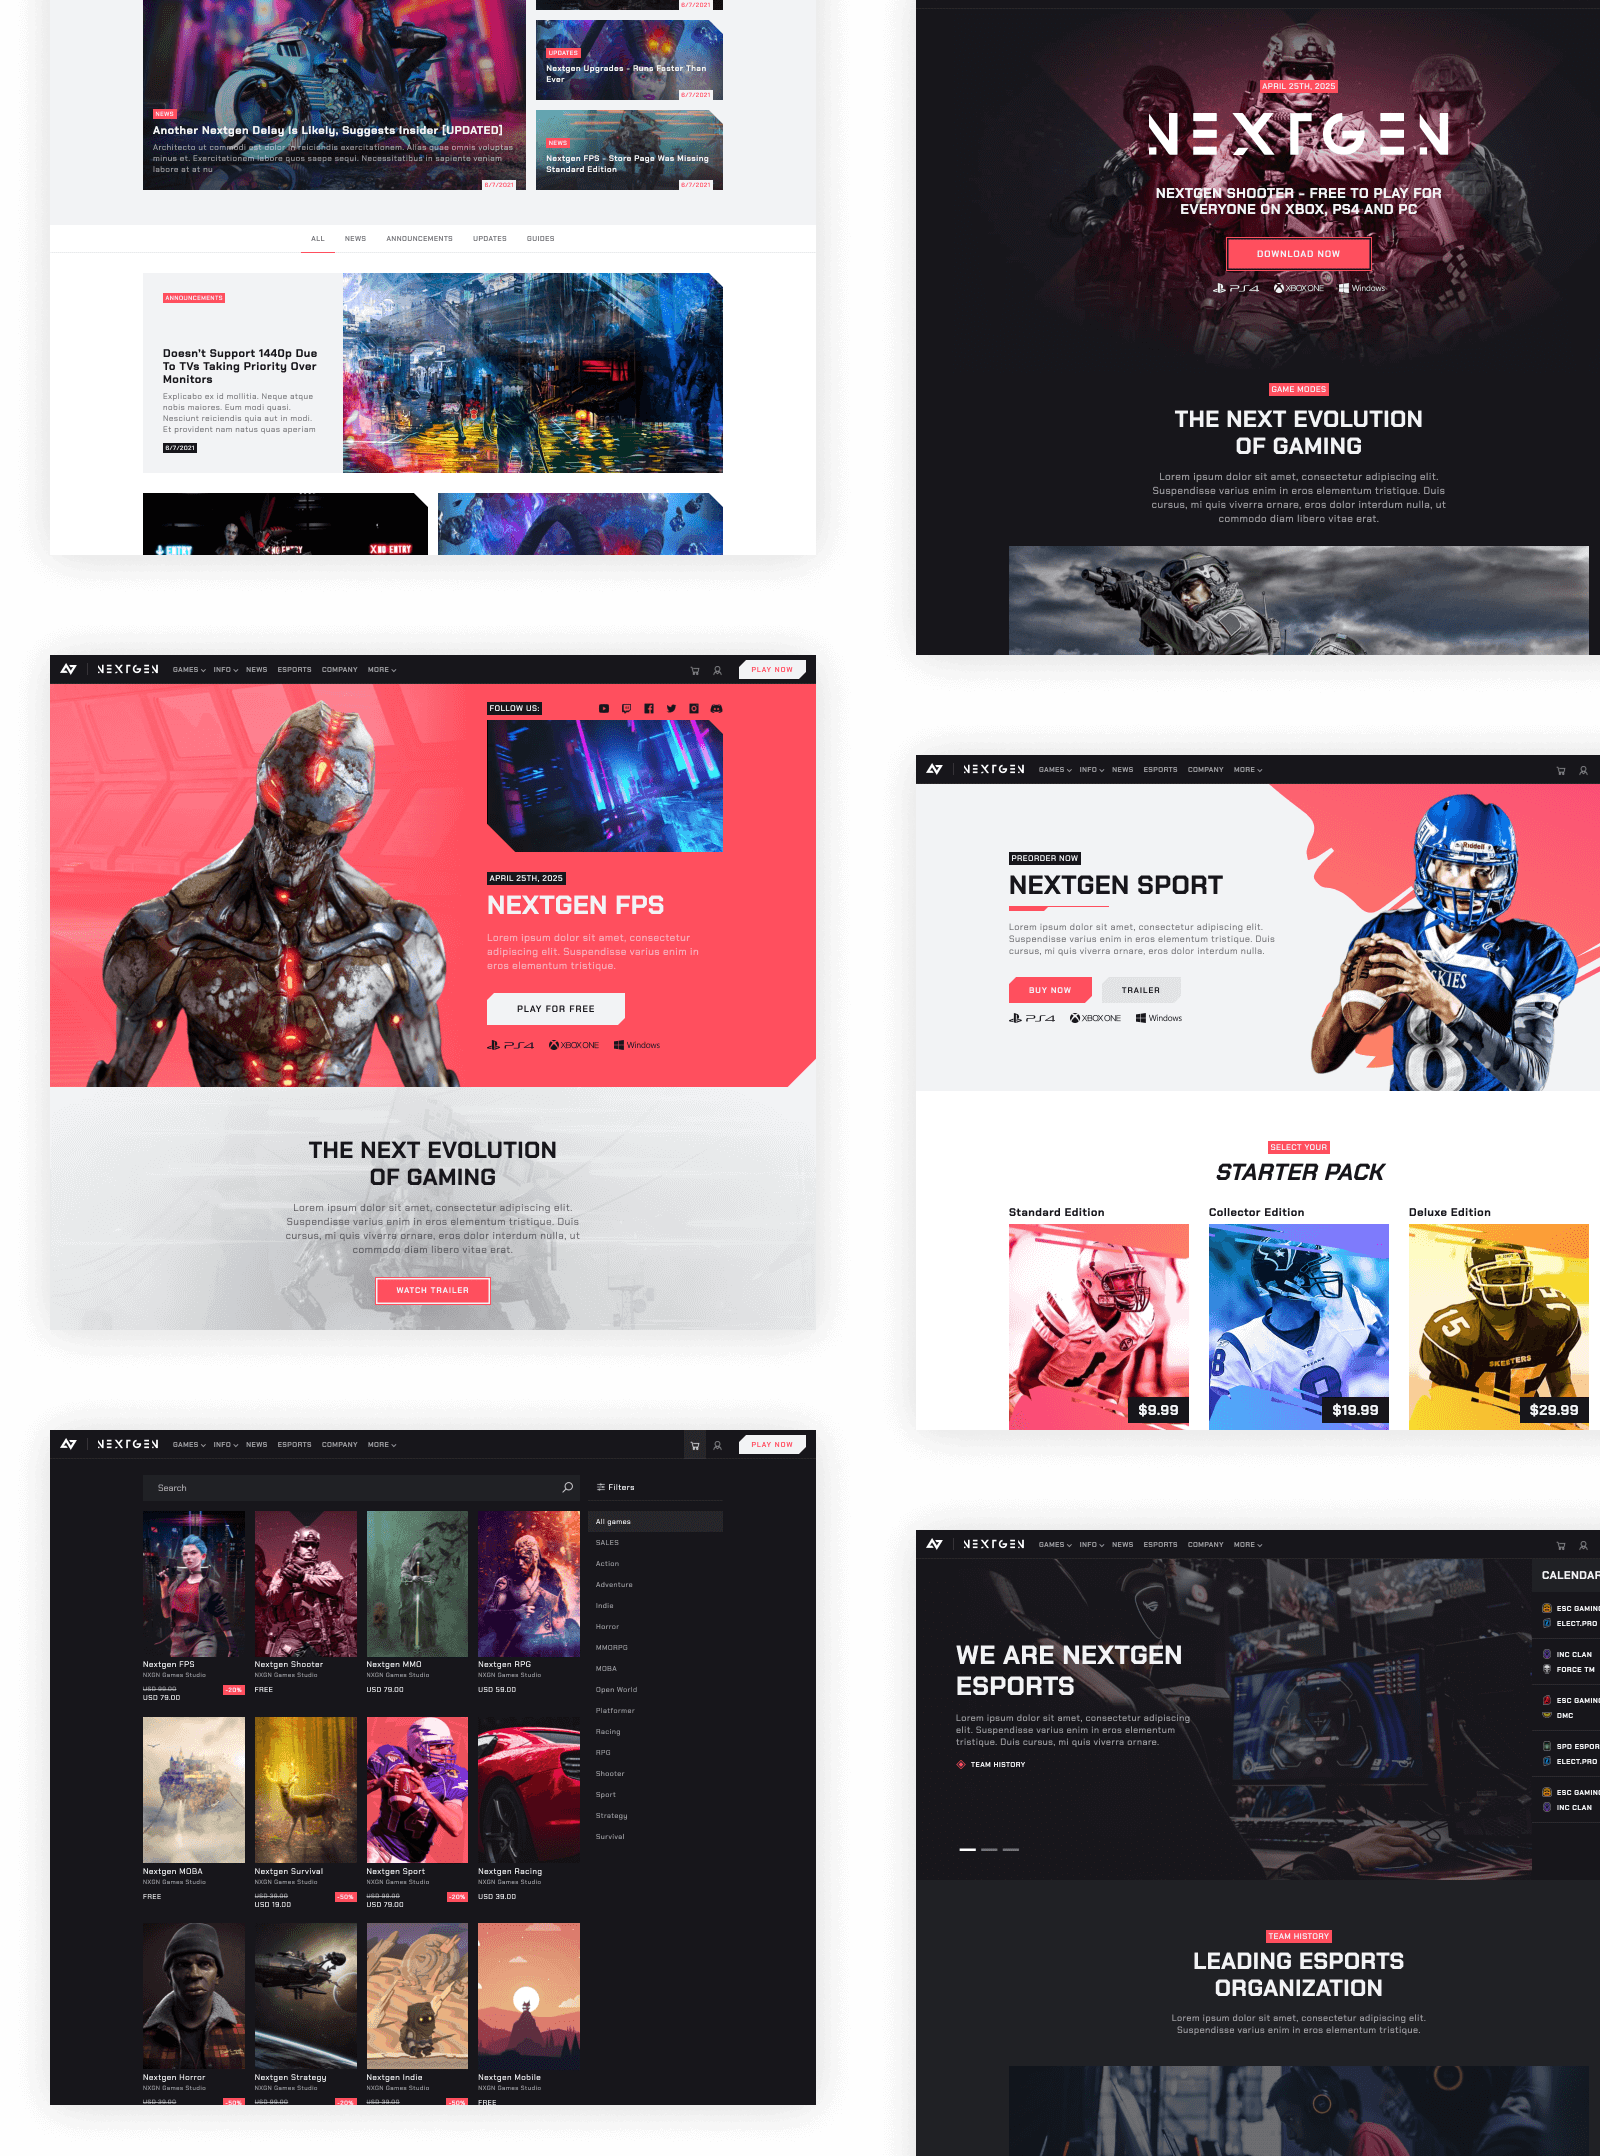 6/7/2021
UPDATES
Nextgen Upgrades - Runs Faster Than
Ever
6/7/2021
NEWS
Another Nextgen Delay Is Likely, Suggests Insider [UPDATED]
Architecto ut commodi est dolor in reiciendis exercitationem. Alias quae omnis voluptas
minus et. Exercitationem labore quos saepe sequi. Necessitatibus in sapiente veniam
labore at at nu
6/7/2021
NEWS
Nextgen FPS - Store Page Was Missing
Standard Edition
6/7/2021
ALL NEWS ANNOUNCEMENTS UPDATES GUIDES
ANNOUNCEMENTS
Doesn't Support 1440p Due
To TVs Taking Priority Over
Monitors
Explicabo ex id mollitia. Neque atque
nobis maiores. Eum modi quasi.
Nesciunt reiciendis quia aut in modi.
Et provident nam natus quas aperiam
6/7/2021
ENTRY NO ENTRY NO ENTRY
APRIL 25TH, 2025
NEXTGEN
NEXTGEN SHOOTER - FREE TO PLAY FOR
EVERYONE ON XBOX, PS4 AND PC
DOWNLOAD NOW
PS4 XBOX ONE Windows
GAME MODES
THE NEXT EVOLUTION
OF GAMING
Lorem ipsum dolor sit amet, consectetur adipiscing elit.
Suspendisse varius enim in eros elementum tristique. Duis
cursus, mi quis viverra ornare, eros dolor interdum nulla, ut
commodo diam libero vitae erat.
NEXTGEN GAMES INFO NEWS ESPORTS COMPANY MORE PLAY NOW
FOLLOW US:
APRIL 25TH, 2025
NEXTGEN FPS
Lorem ipsum dolor sit amet, consectetur
adipiscing elit. Suspendisse varius enim in
eros elementum tristique.
PLAY FOR FREE
PS4 XBOX ONE Windows
THE NEXT EVOLUTION
OF GAMING
Lorem ipsum dolor sit amet, consectetur adipiscing elit.
Suspendisse varius enim in eros elementum tristique. Duis
cursus, mi quis viverra ornare, eros dolor interdum nulla, ut
commodo diam libero vitae erat.
WATCH TRAILER
NEXTGEN GAMES INFO NEWS ESPORTS COMPANY MORE
PREORDER NOW
NEXTGEN SPORT
Lorem ipsum dolor sit amet, consectetur adipiscing elit.
Suspendisse varius enim in eros elementum tristique. Duis
cursus, mi quis viverra ornare, eros dolor interdum nulla.
BUY NOW TRAILER
PS4 XBOX ONE Windows
Riddell
SKIES
8
SELECT YOUR
STARTER PACK
Standard Edition Collector Edition Deluxe Edition
8 TEXANS 15 15
SKEETERS
15
$9.99 $19.99 $29.99
NEXTGEN GAMES INFO NEWS ESPORTS COMPANY MORE PLAY NOW
Search
Filters
All games
SALES
Action
Adventure
Indie
Horror
MMORPG
MOBA
Open World
Platformer
Racing
RPG
Shooter
Sport
Strategy
Survival
Nextgen FPS Nextgen Shooter Nextgen MMO Nextgen RPG
NXGN Games Studio NXGN Games Studio NXGN Games Studio NXGN Games Studio
USD 99.00 -20% FREE USD 79.00 USD 59.00
USD 79.00
14
Nextgen MOBA Nextgen Survival Nextgen Sport Nextgen Racing
NXGN Games Studio NXGN Games Studio NXGN Games Studio NXGN Games Studio
FREE USD 39.00 -50% USD 99.00 -20% USD 39.00
USD 19.00 USD 79.00
Nextgen Horror Nextgen Strategy Nextgen Indie Nextgen Mobile
NXGN Games Studio NXGN Games Studio NXGN Games Studio NXGN Games Studio
USD 39.00 -50% USD 99.00 -20% USD 39.00 -50% FREE
NEXTGEN GAMES INFO NEWS ESPORTS COMPANY MORE
WE ARE NEXTGEN
ESPORTS
Lorem ipsum dolor sit amet, consectetur adipiscing
elit. Suspendisse varius enim in eros elementum
tristique. Duis cursus, mi quis viverra ornare.
TEAM HISTORY
CALENDAR
ESC GAMING
ELECT.PRO
INC CLAN
FORCE TM
ESC GAMING
DMC
SPD ESPOR
ELECT.PRO
ESC GAMING
INC CLAN
TEAM HISTORY
LEADING ESPORTS
ORGANIZATION
Lorem ipsum dolor sit amet, consectetur adipiscing elit.
Suspendisse varius enim in eros elementum tristique.